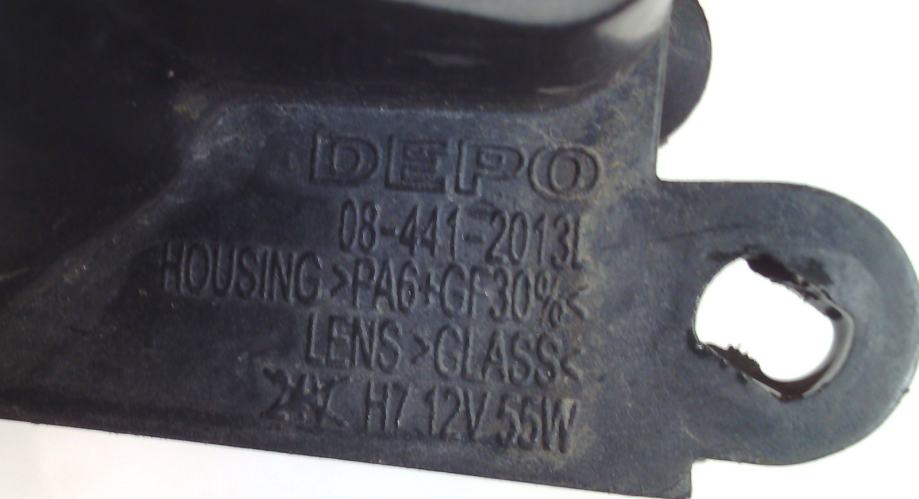 DEPO
08-441-2013L
HOUSING >PA6+GF30%<
LENS >GLASS<
H7 12V 55W